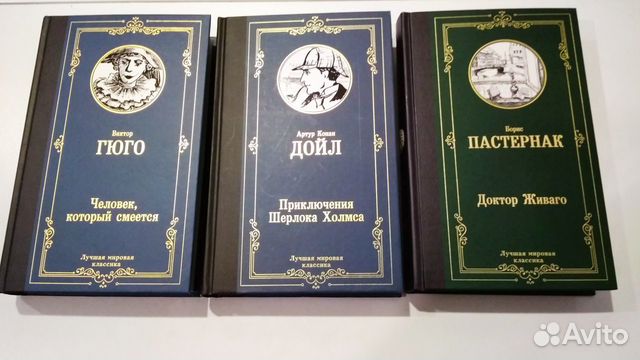 Виктор
ГЮГО
Человек,
который смеется
Лучшая мировая
классика
Артур Конан
ДОЙЛ
Приключения
Шерлока Холмса
Лучшая мировая
классика
Борис
ПАСТЕРНАК
Доктор Живаго
Лучшая мировая
классика
Avito